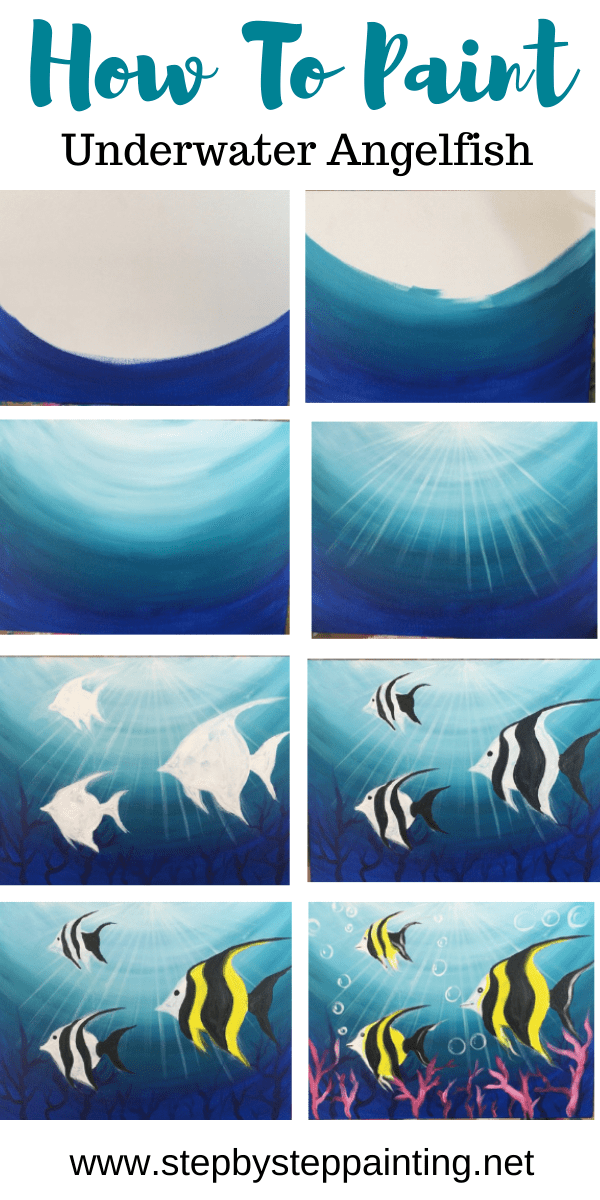 How To Paint
Underwater Angelfish
www.stepbysteppainting.net